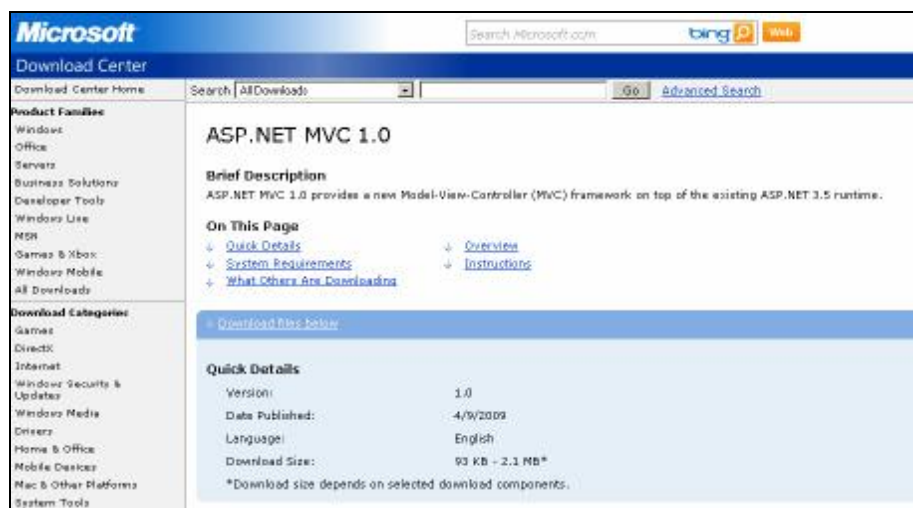 Microsoft
Search Microsoft.com
bing
Web
Download Center
Download Center Home
Search
All Downloads
Go
Advanced Search
Product Families
Windows
Office
Servers
Business Solutions
Developer Tools
Windows Live
MSN
Games & Xbox
Windows Mobile
All Downloads
Download Categories
Games
DirectX
Internet
Windows Security &
Updates
Windows Media
Drivers
Home & Office
Mobile Devices
Mac & Other Platforms
System Tools
ASP.NET MVC 1.0
Brief Description
ASP.NET MVC 1.0 provides a new Model-View-Controller (MVC) framework on top of the existing ASP.NET 3.5 runtime.
On This Page
Quick Details
Overview
System Requirements
Instructions
What Others Are Downloading
Download files below
Quick Details
Version: 1.0
Date Published: 4/9/2009
Language: English
Download Size: 93 KB - 2.1 MB*
*Download size depends on selected download components.